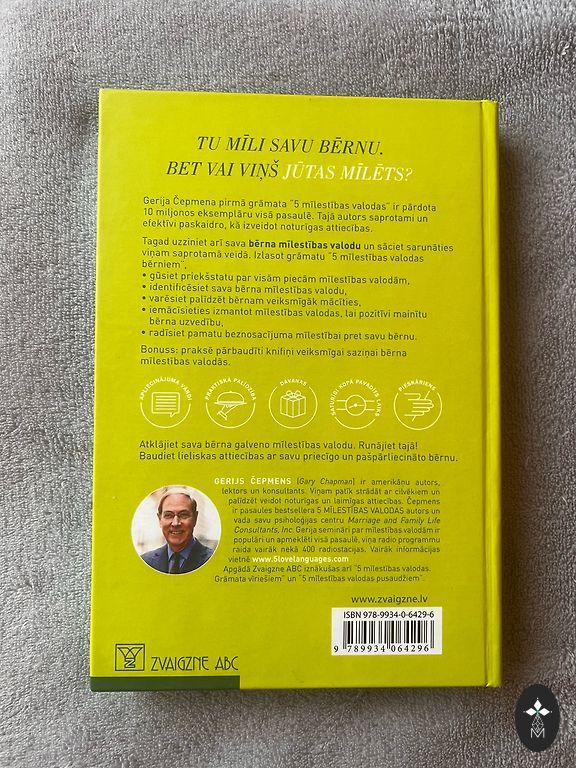 TU MĪLI SAVU BĒRNU.
BET VAI VIŅŠ JŪTAS MĪLĒTS?
Gerija Čepmena pirmā grāmata "5 mīlestības valodas" ir pārdota
10 miljonos eksemplāru visā pasaulē. Tajā autors saprotami un
efektīvi paskaidro, kā izveidot noturīgas attiecības.
Tagad uzziniet arī sava bērna mīlestības valodu un sāciet sarunāties
viņam saprotamā veidā. Izlasot grāmatu "5 mīlestības valodas
bērniem",
• gūsiet priekšstatu par visām piecām mīlestības valodām,
• identificēsiet sava bērna mīlestības valodu,
• varēsiet palīdzēt bērnam veiksmīgāk mācīties,
• iemācīsieties izmantot mīlestības valodas, lai pozitīvi mainītu
bērna uzvedību,
• radīsiet pamatu beznosacījuma mīlestībai pret savu bērnu.
Bonuss: praksē pārbaudīti knifiņi veiksmīgai saziņai bērna
mīlestības valodās.
APLIECINĀJUMA VĀRDI
PRAKTISKA PALĪDZĪBA
DĀVANAS
SATURĪGI KOPĀ PAVADĪTS LAIKS
PIESKĀRIENS
Atklājiet sava bērna galveno mīlestības valodu. Runājiet tajā!
Baudiet lieliskas attiecības ar savu priecīgo un pašpārliecināto bērnu.
GERIJS ČEPMENS (Gary Chapman) ir amerikāņu autors,
lektors un konsultants. Viņam patīk strādāt ar cilvēkiem un
palīdzēt veidot noturīgas un laimīgas attiecības. Čepmens
ir pasaules bestsellera 5 MĪLESTĪBAS VALODAS autors un
vada savu psiholoģijas centru Marriage and Family Life
Consultants, Inc. Gerija semināri par mīlestības valodām ir
populāri un apmeklēti visā pasaulē, viņa radio programmu
raida vairāk nekā 400 radiostacijas. Vairāk informācijas
vietnē www.5lovelanguages.com
Apgādā Zvaigzne ABC iznākušas arī "5 mīlestības valodas.
Grāmata vīriešiem" un "5 mīlestības valodas pusaudžiem".
www.zvaigzne.lv
ISBN 978-9934-0-6429-6
9 789934 064296
ZVAIGZNE ABC
M